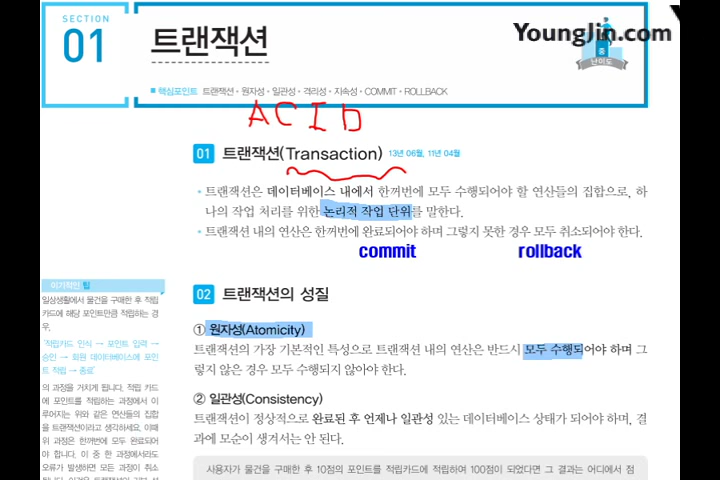 SECTION
01
트랜잭션
YoungJin.com
중
난이도
■ 핵심포인트 트랜잭션 • 원자성 • 일관성 • 격리성 • 지속성 • COMMIT • ROLLBACK
ACID
01 트랜잭션(Transaction) 13년 06월, 11년 04월
• 트랜잭션은 데이터베이스 내에서 한꺼번에 모두 수행되어야 할 연산들의 집합으로, 하
나의 작업 처리를 위한 논리적 작업 단위를 말한다.
• 트랜잭션 내의 연산은 한꺼번에 완료되어야 하며 그렇지 못한 경우 모두 취소되어야 한다.
commit rollback
이기적인 팁
일상생활에서 물건을 구매한 후 적립
카드에 해당 포인트만큼 적립하는 경
우,
'적립카드 인식 → 포인트 입력 →
승인 → 회원 데이터베이스에 포인
트 적립 → 종료'
의 과정을 거치게 됩니다. 적립 카드
에 포인트를 적립하는 과정에서 이
루어지는 위와 같은 연산들의 집합
을 트랜잭션이라고 생각하세요. 이때
위 과정은 한꺼번에 모두 완료되어
야 합니다. 이 중 한 과정에서라도
오류가 발생하면 모든 과정이 취소
02 트랜잭션의 성질
① 원자성(Atomicity)
트랜잭션의 가장 기본적인 특성으로 트랜잭션 내의 연산은 반드시 모두 수행되어야 하며 그
렇지 않은 경우 모두 수행되지 않아야 한다.
② 일관성(Consistency)
트랜잭션이 정상적으로 완료된 후 언제나 일관성 있는 데이터베이스 상태가 되어야 하며, 결
과에 모순이 생겨서는 안 된다.
사용자가 물건을 구매한 후 10점의 포인트를 적립카드에 적립하여 100점이 되었다면 그 결과는 어디에서 점